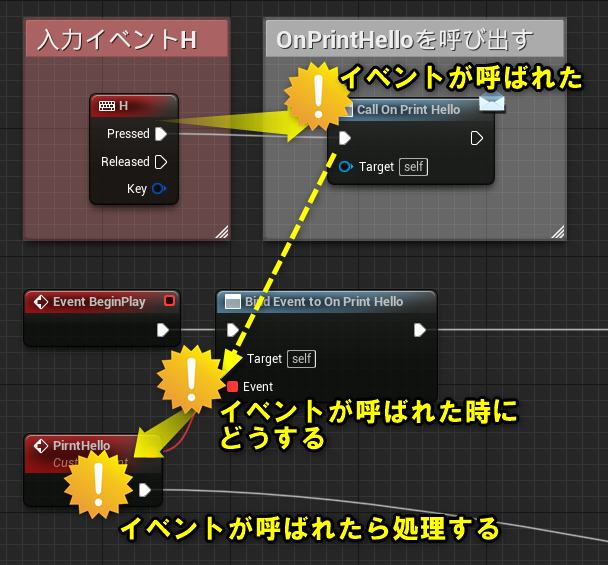 入力イベントH
OnPrintHelloを呼び出す
イベントが呼ばれた
H
Pressed
Released
Key
Call On Print Hello
Target self
Event BeginPlay
Bind Event to On Print Hello
Target self
Event
イベントが呼ばれた時に
どうする
PirntHello
イベントが呼ばれたら処理する